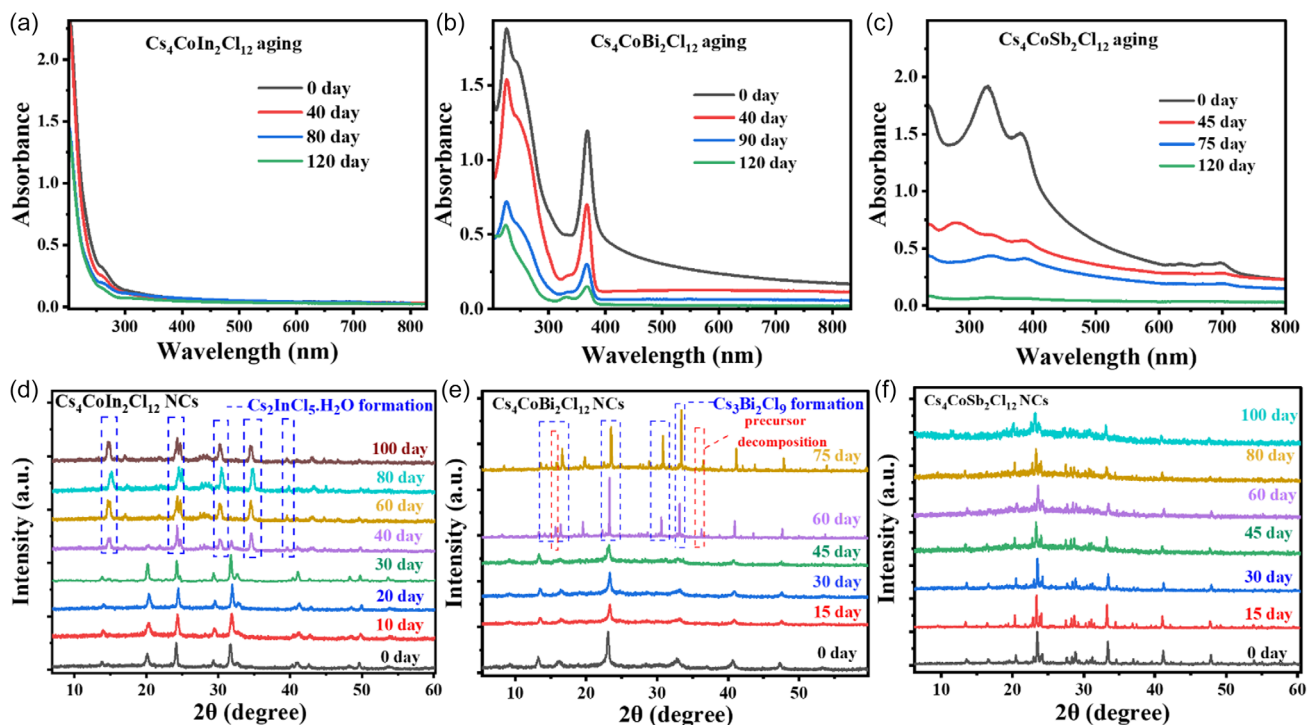 (a)
Cs₄CoIn₂Cl₁₂ aging
0 day
40 day
80 day
120 day
Absorbance
2.0
1.5
1.0
0.5
0.0
300 400 500 600 700 800
Wavelength (nm)
(b)
Cs₄CoBi₂Cl₁₂ aging
0 day
40 day
90 day
120 day
Absorbance
1.5
1.0
0.5
0.0
300 400 500 600 700 800
Wavelength (nm)
(c)
Cs₄CoSb₂Cl₁₂ aging
0 day
45 day
75 day
120 day
Absorbance
2.0
1.5
1.0
0.5
0.0
300 400 500 600 700 800
Wavelength (nm)
(d)
Cs₄CoIn₂Cl₁₂ NCs
Cs₂InCl₅.H₂O formation
100 day
80 day
60 day
40 day
30 day
20 day
10 day
0 day
Intensity (a.u.)
10 20 30 40 50 60
2θ (degree)
(e)
Cs₄CoBi₂Cl₁₂ NCs
Cs₃Bi₂Cl₉ formation
precursor
decomposition
75 day
60 day
45 day
30 day
15 day
0 day
Intensity (a.u.)
10 20 30 40 50 60
2θ (degree)
(f)
Cs₄CoSb₂Cl₁₂ NCs
100 day
80 day
60 day
45 day
30 day
15 day
0 day
Intensity (a.u.)
10 20 30 40 50 60
2θ (degree)